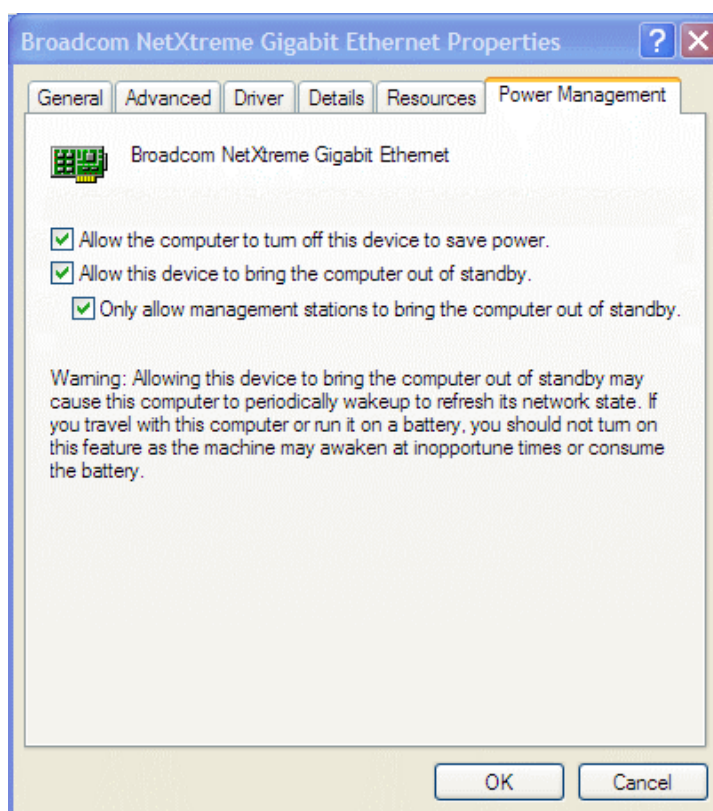 Broadcom NetXtreme Gigabit Ethernet Properties
General Advanced Driver Details Resources Power Management
Broadcom NetXtreme Gigabit Ethernet
Allow the computer to turn off this device to save power.
Allow this device to bring the computer out of standby.
Only allow management stations to bring the computer out of standby.
Warning: Allowing this device to bring the computer out of standby may
cause this computer to periodically wakeup to refresh its network state. If
you travel with this computer or run it on a battery, you should not turn on
this feature as the machine may awaken at inopportune times or consume
the battery.
OK Cancel